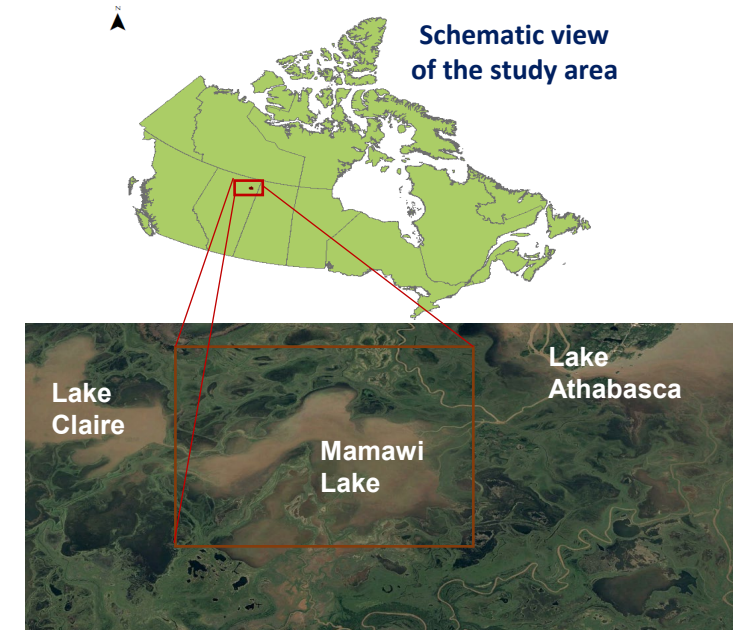 N
Schematic view
of the study area
Lake
Claire
Lake
Athabasca
Mamawi
Lake